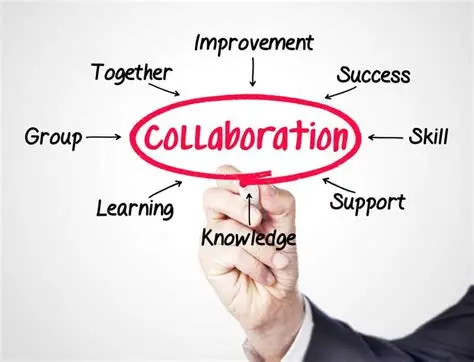 Improvement
Together
Success
Group
Collaboration
Skill
Learning
Support
Knowledge